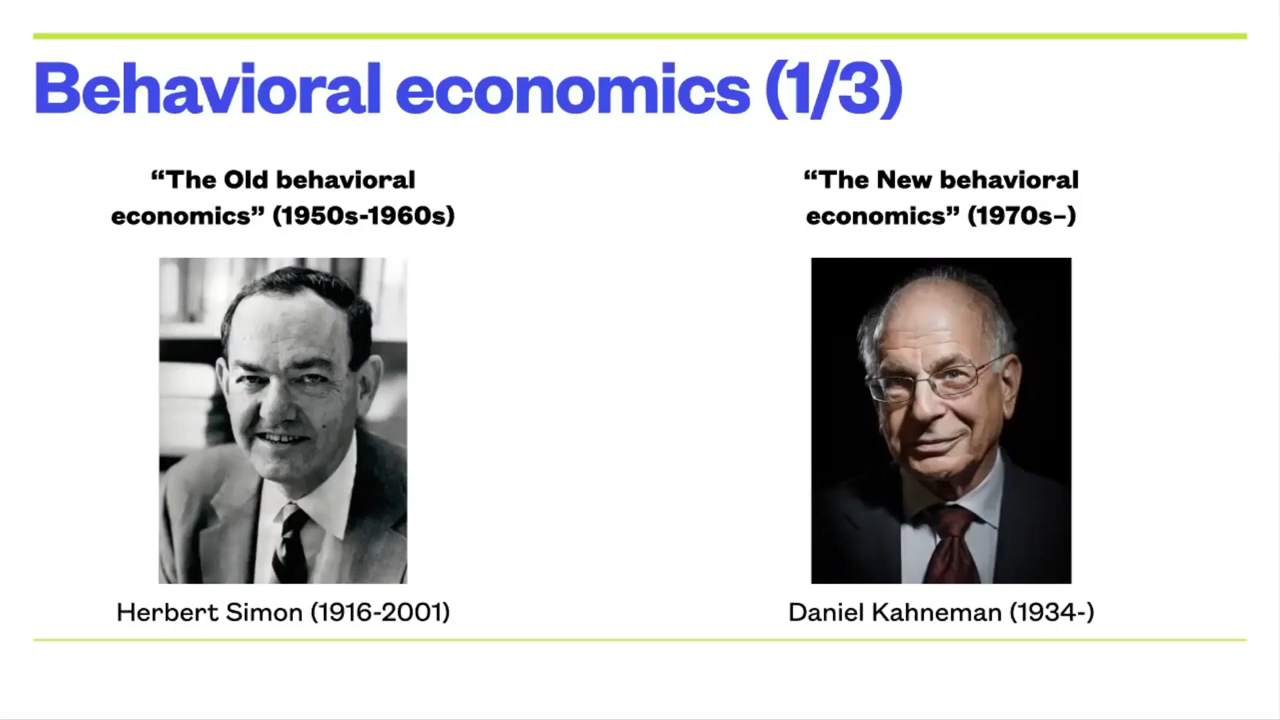 Behavioral economics (1/3)
“The Old behavioral
economics” (1950s-1960s)
“The New behavioral
economics” (1970s–)
Herbert Simon (1916-2001)
Daniel Kahneman (1934-)